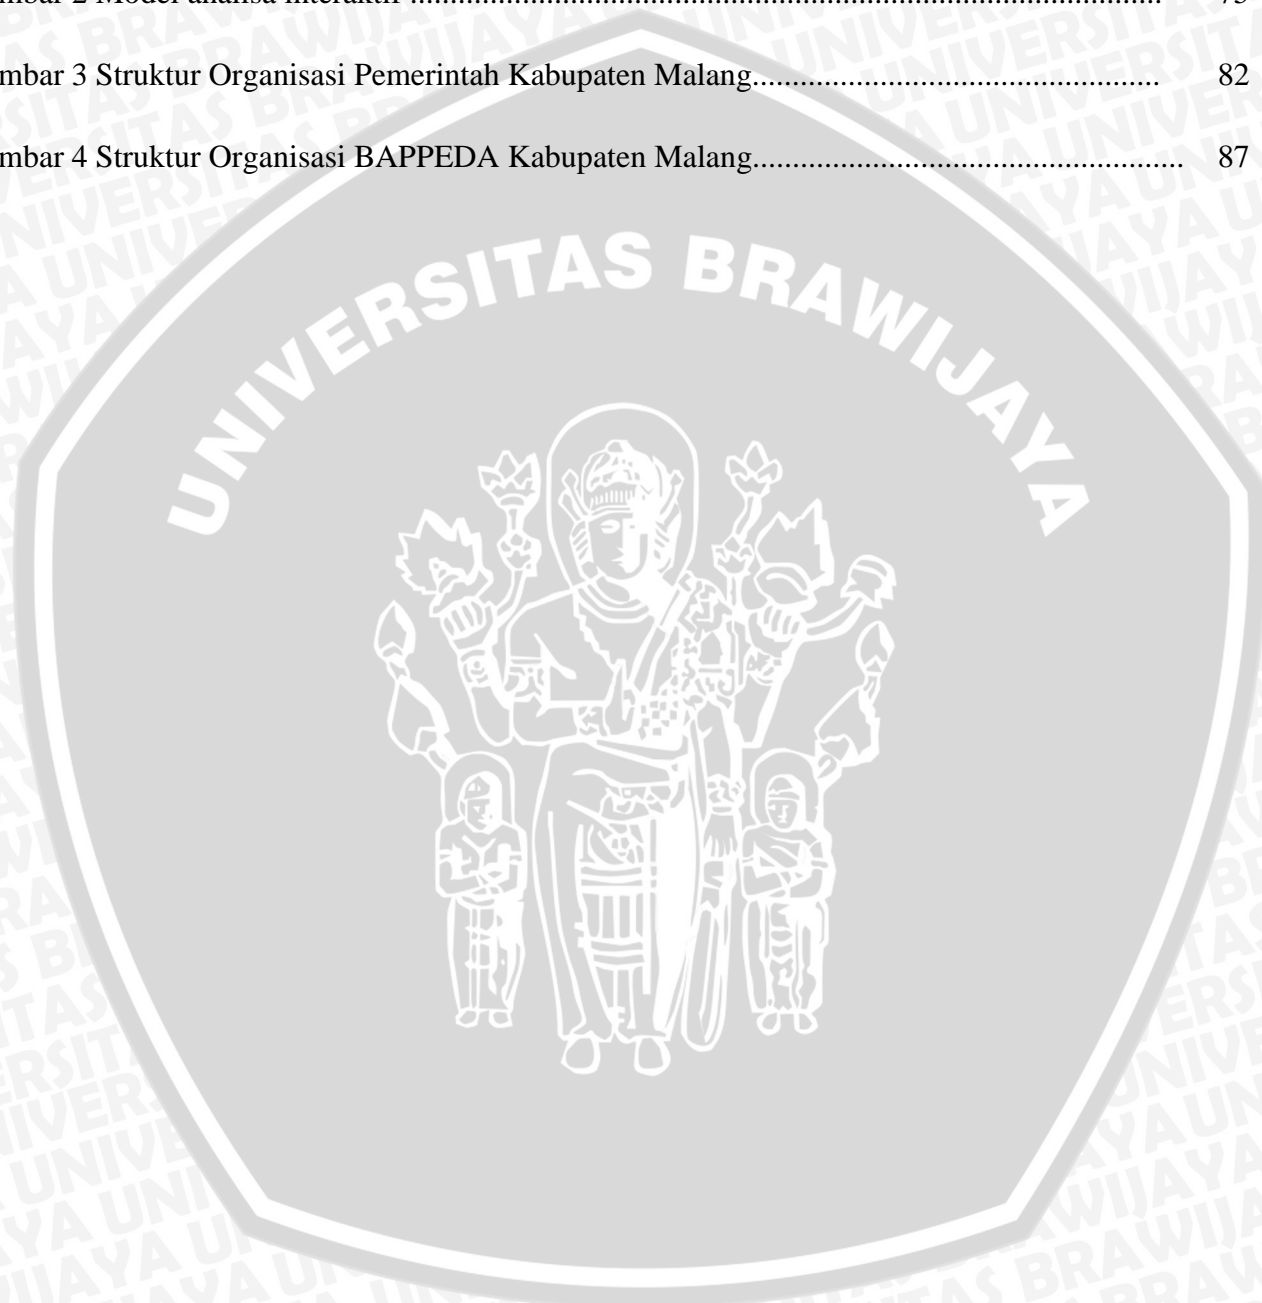 mbar 2 Model analisa interaktif ............................................................................................
mbar 3 Struktur Organisasi Pemerintah Kabupaten Malang................................................. 82
mbar 4 Struktur Organisasi BAPPEDA Kabupaten Malang.................................................... 87
UNIVERSITAS BRAWIJAYA